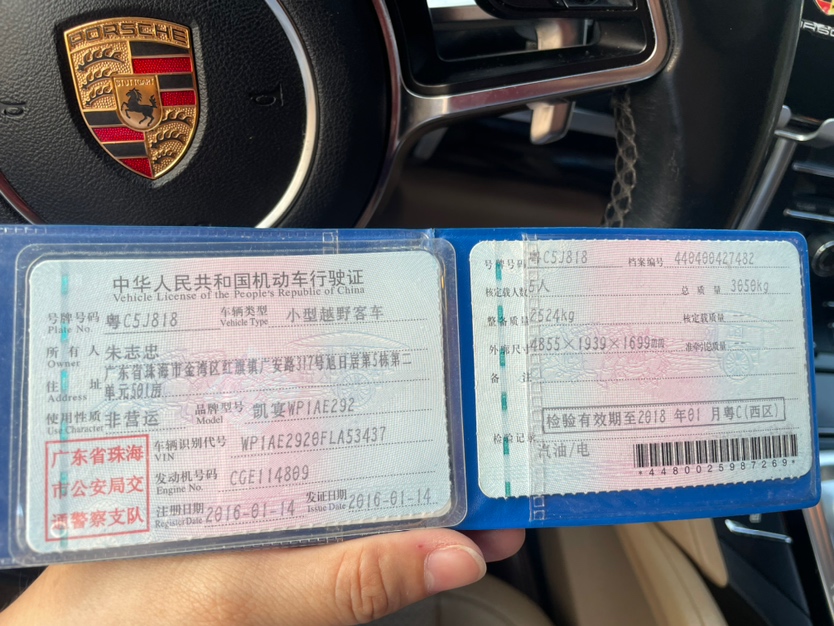 PORSCHE
STUTTGART
中华人民共和国机动车行驶证
Vehicle License of the People's Republic of China
号牌号码 粤C5J818 车辆类型 小型越野客车
Plate No. Vehicle Type
所有人 朱志忠
Owner
住址 广东省珠海市金湾区红旗镇广安路317号旭日居第5栋第二
Address 单元501房
使用性质 非营运 品牌型号 凯宴WP1AE292
Use Character Model
广东省珠海
市公安局交
通警察支队
车辆识别代号 WP1AE2920FLA53437
VIN
发动机号码 CGE114809
Engine No.
注册日期 2016-01-14 发证日期 2016-01-14
Register Date Issue Date
号牌号码 粤C5J818 档案编号 440400427482
核定载人数 5人 总质量 3050kg
整备质量 2524kg 核定载质量
外廓尺寸 4855×1939×1699 准牵引总质量 --
备注
检验有效期至2018 年01 月粤C(西区)
检验记录
汽油/电
*4480025987269*